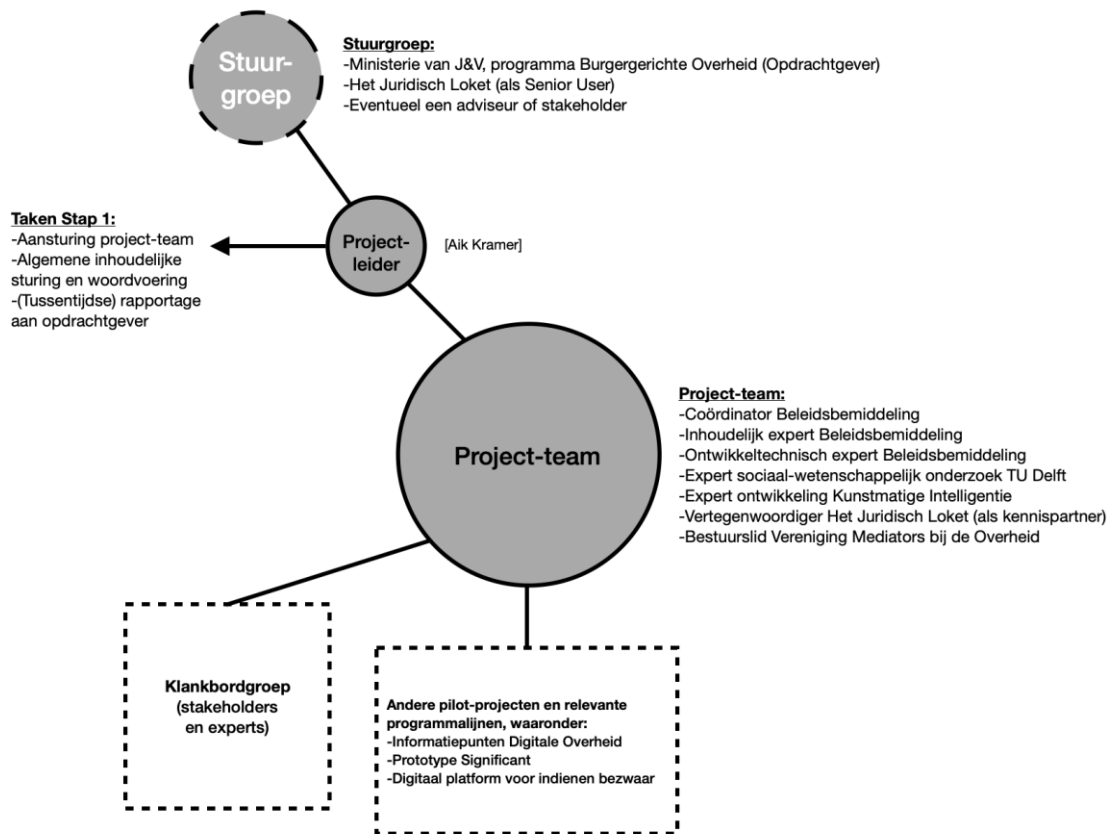 Stuur-
groep
Stuurgroep:
-Ministerie van J&V, programma Burgergerichte Overheid (Opdrachtgever)
-Het Juridisch Loket (als Senior User)
-Eventueel een adviseur of stakeholder
Taken Stap 1:
-Aansturing project-team
-Algemene inhoudelijke
sturing en woordvoering
-(Tussentijdse) rapportage
aan opdrachtgever
Project-
leider
[Aik Kramer]
Project-team
Project-team:
-Coördinator Beleidsbemiddeling
-Inhoudelijk expert Beleidsbemiddeling
-Ontwikkeltechnisch expert Beleidsbemiddeling
-Expert sociaal-wetenschappelijk onderzoek TU Delft
-Expert ontwikkeling Kunstmatige Intelligentie
-Vertegenwoordiger Het Juridisch Loket (als kennispartner)
-Bestuurslid Vereniging Mediators bij de Overheid
Klankbordgroep
(stakeholders
en experts)
Andere pilot-projecten en relevante
programmalijnen, waaronder:
-Informatiepunten Digitale Overheid
-Prototype Significant
-Digitaal platform voor indienen bezwaar